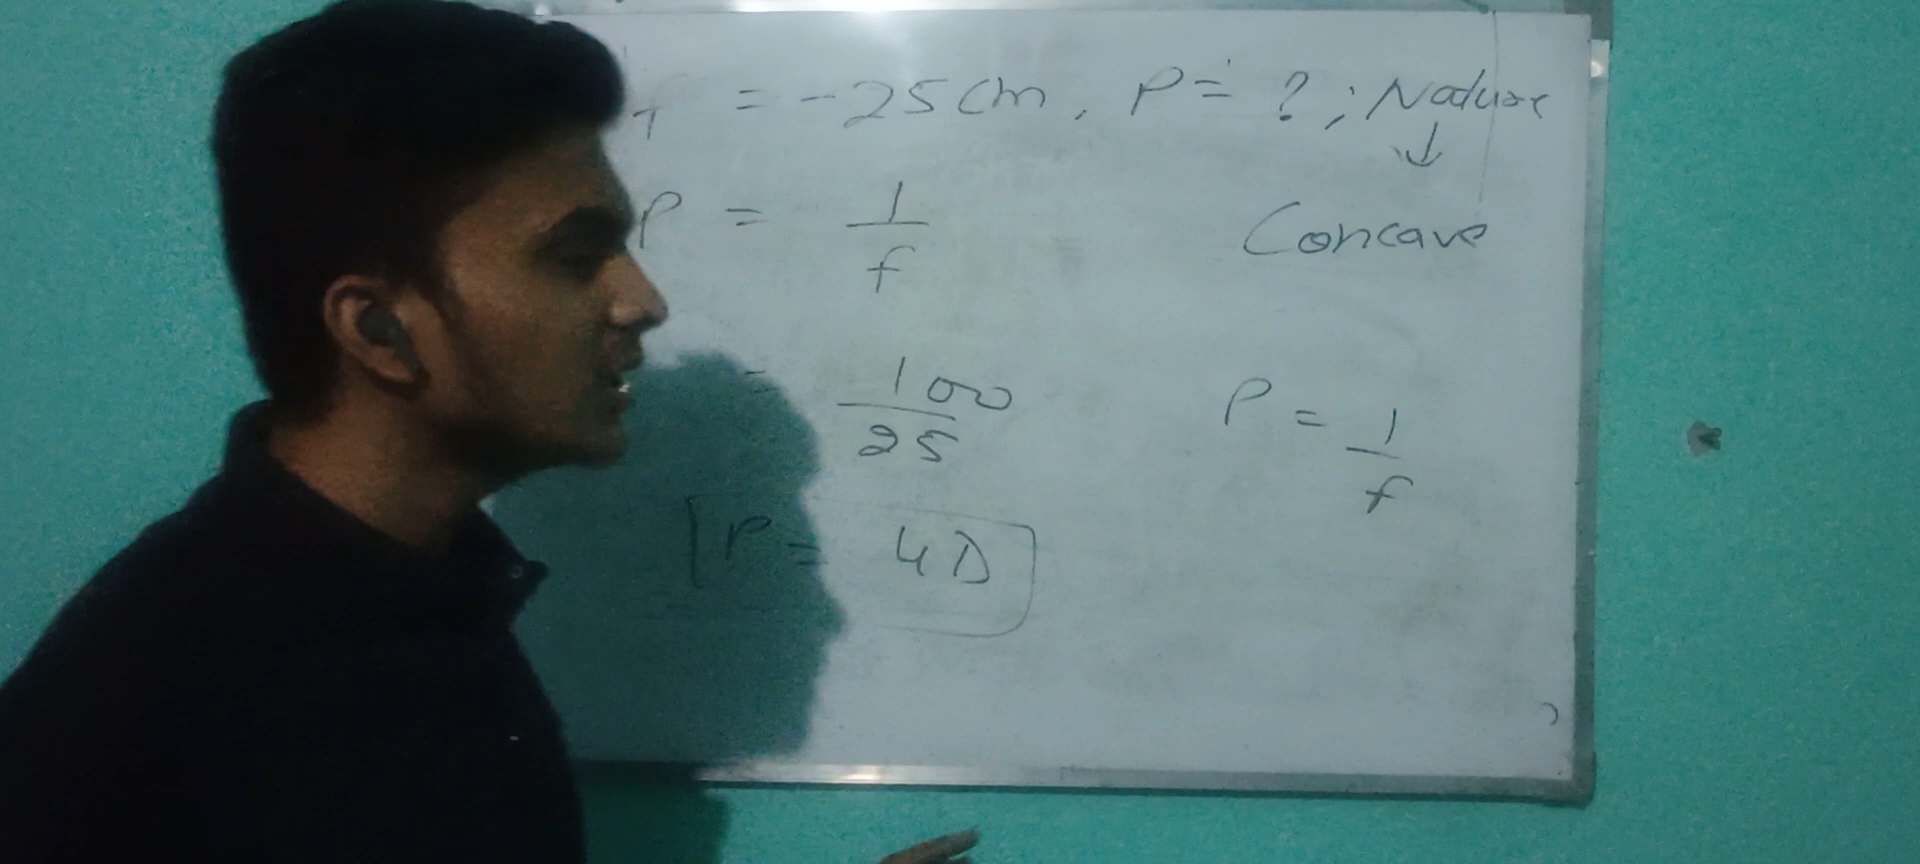 f = -25 cm, P = ? ; Nature
↓
P = 1/f
Concave
= 100/25
P = 1/f
P = 4D